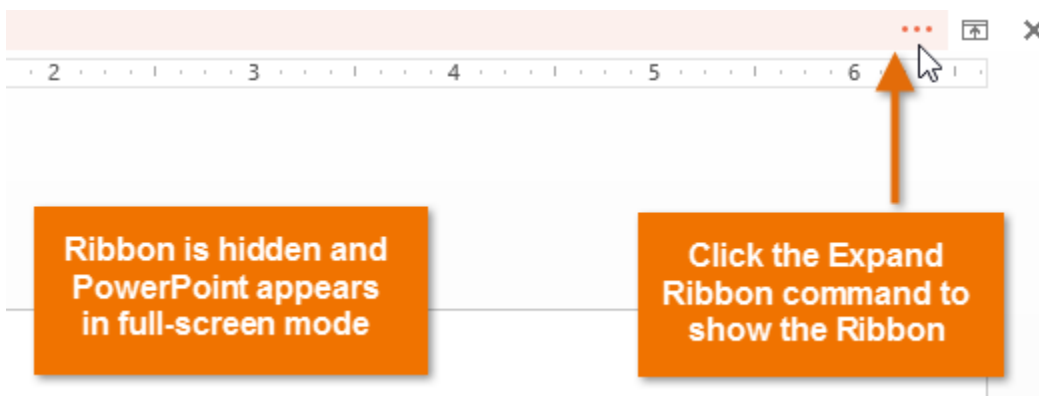 2 3 4 5 6
Ribbon is hidden and
PowerPoint appears
in full-screen mode
Click the Expand
Ribbon command to
show the Ribbon